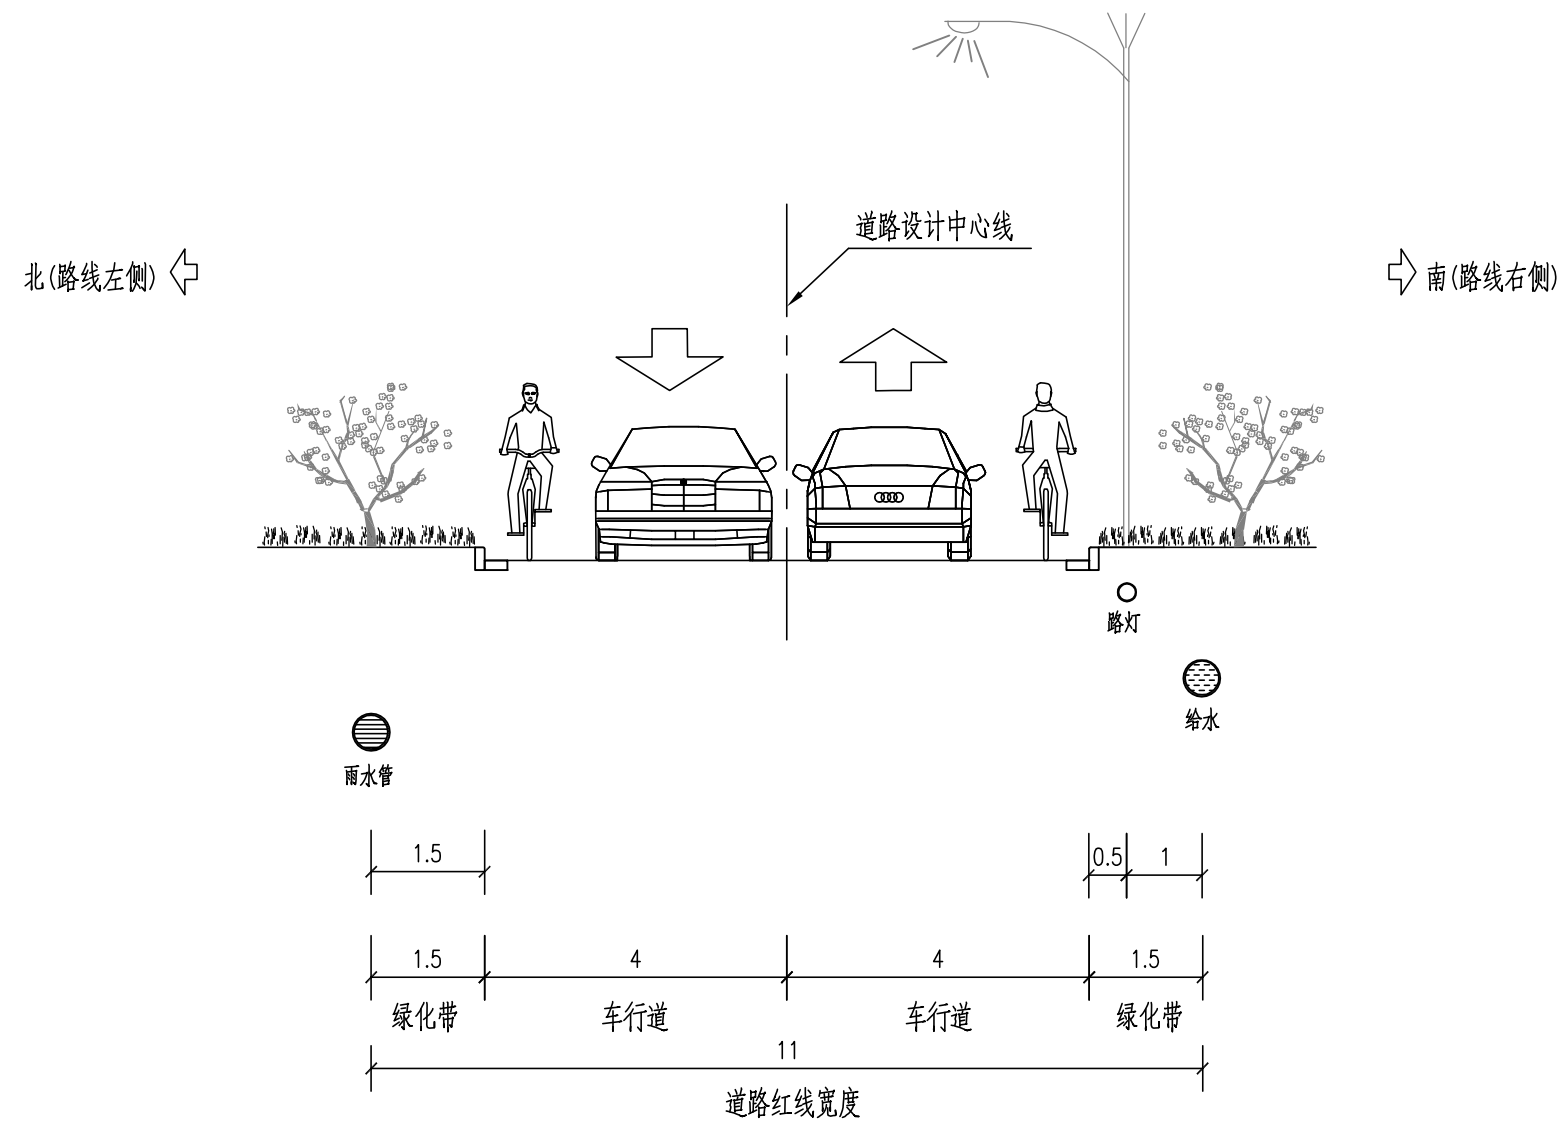 道路设计中心线
北(路线左侧)
南(路线右侧)
路灯
给水
雨水管
1.5
0.5
1
1.5
4
4
1.5
绿化带
车行道
车行道
绿化带
11
道路红线宽度